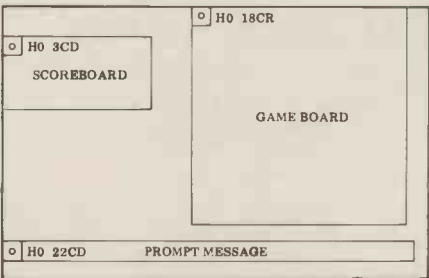 o H0 18CR
o H0 3CD
SCOREBOARD
GAME BOARD
o H0 22CD PROMPT MESSAGE